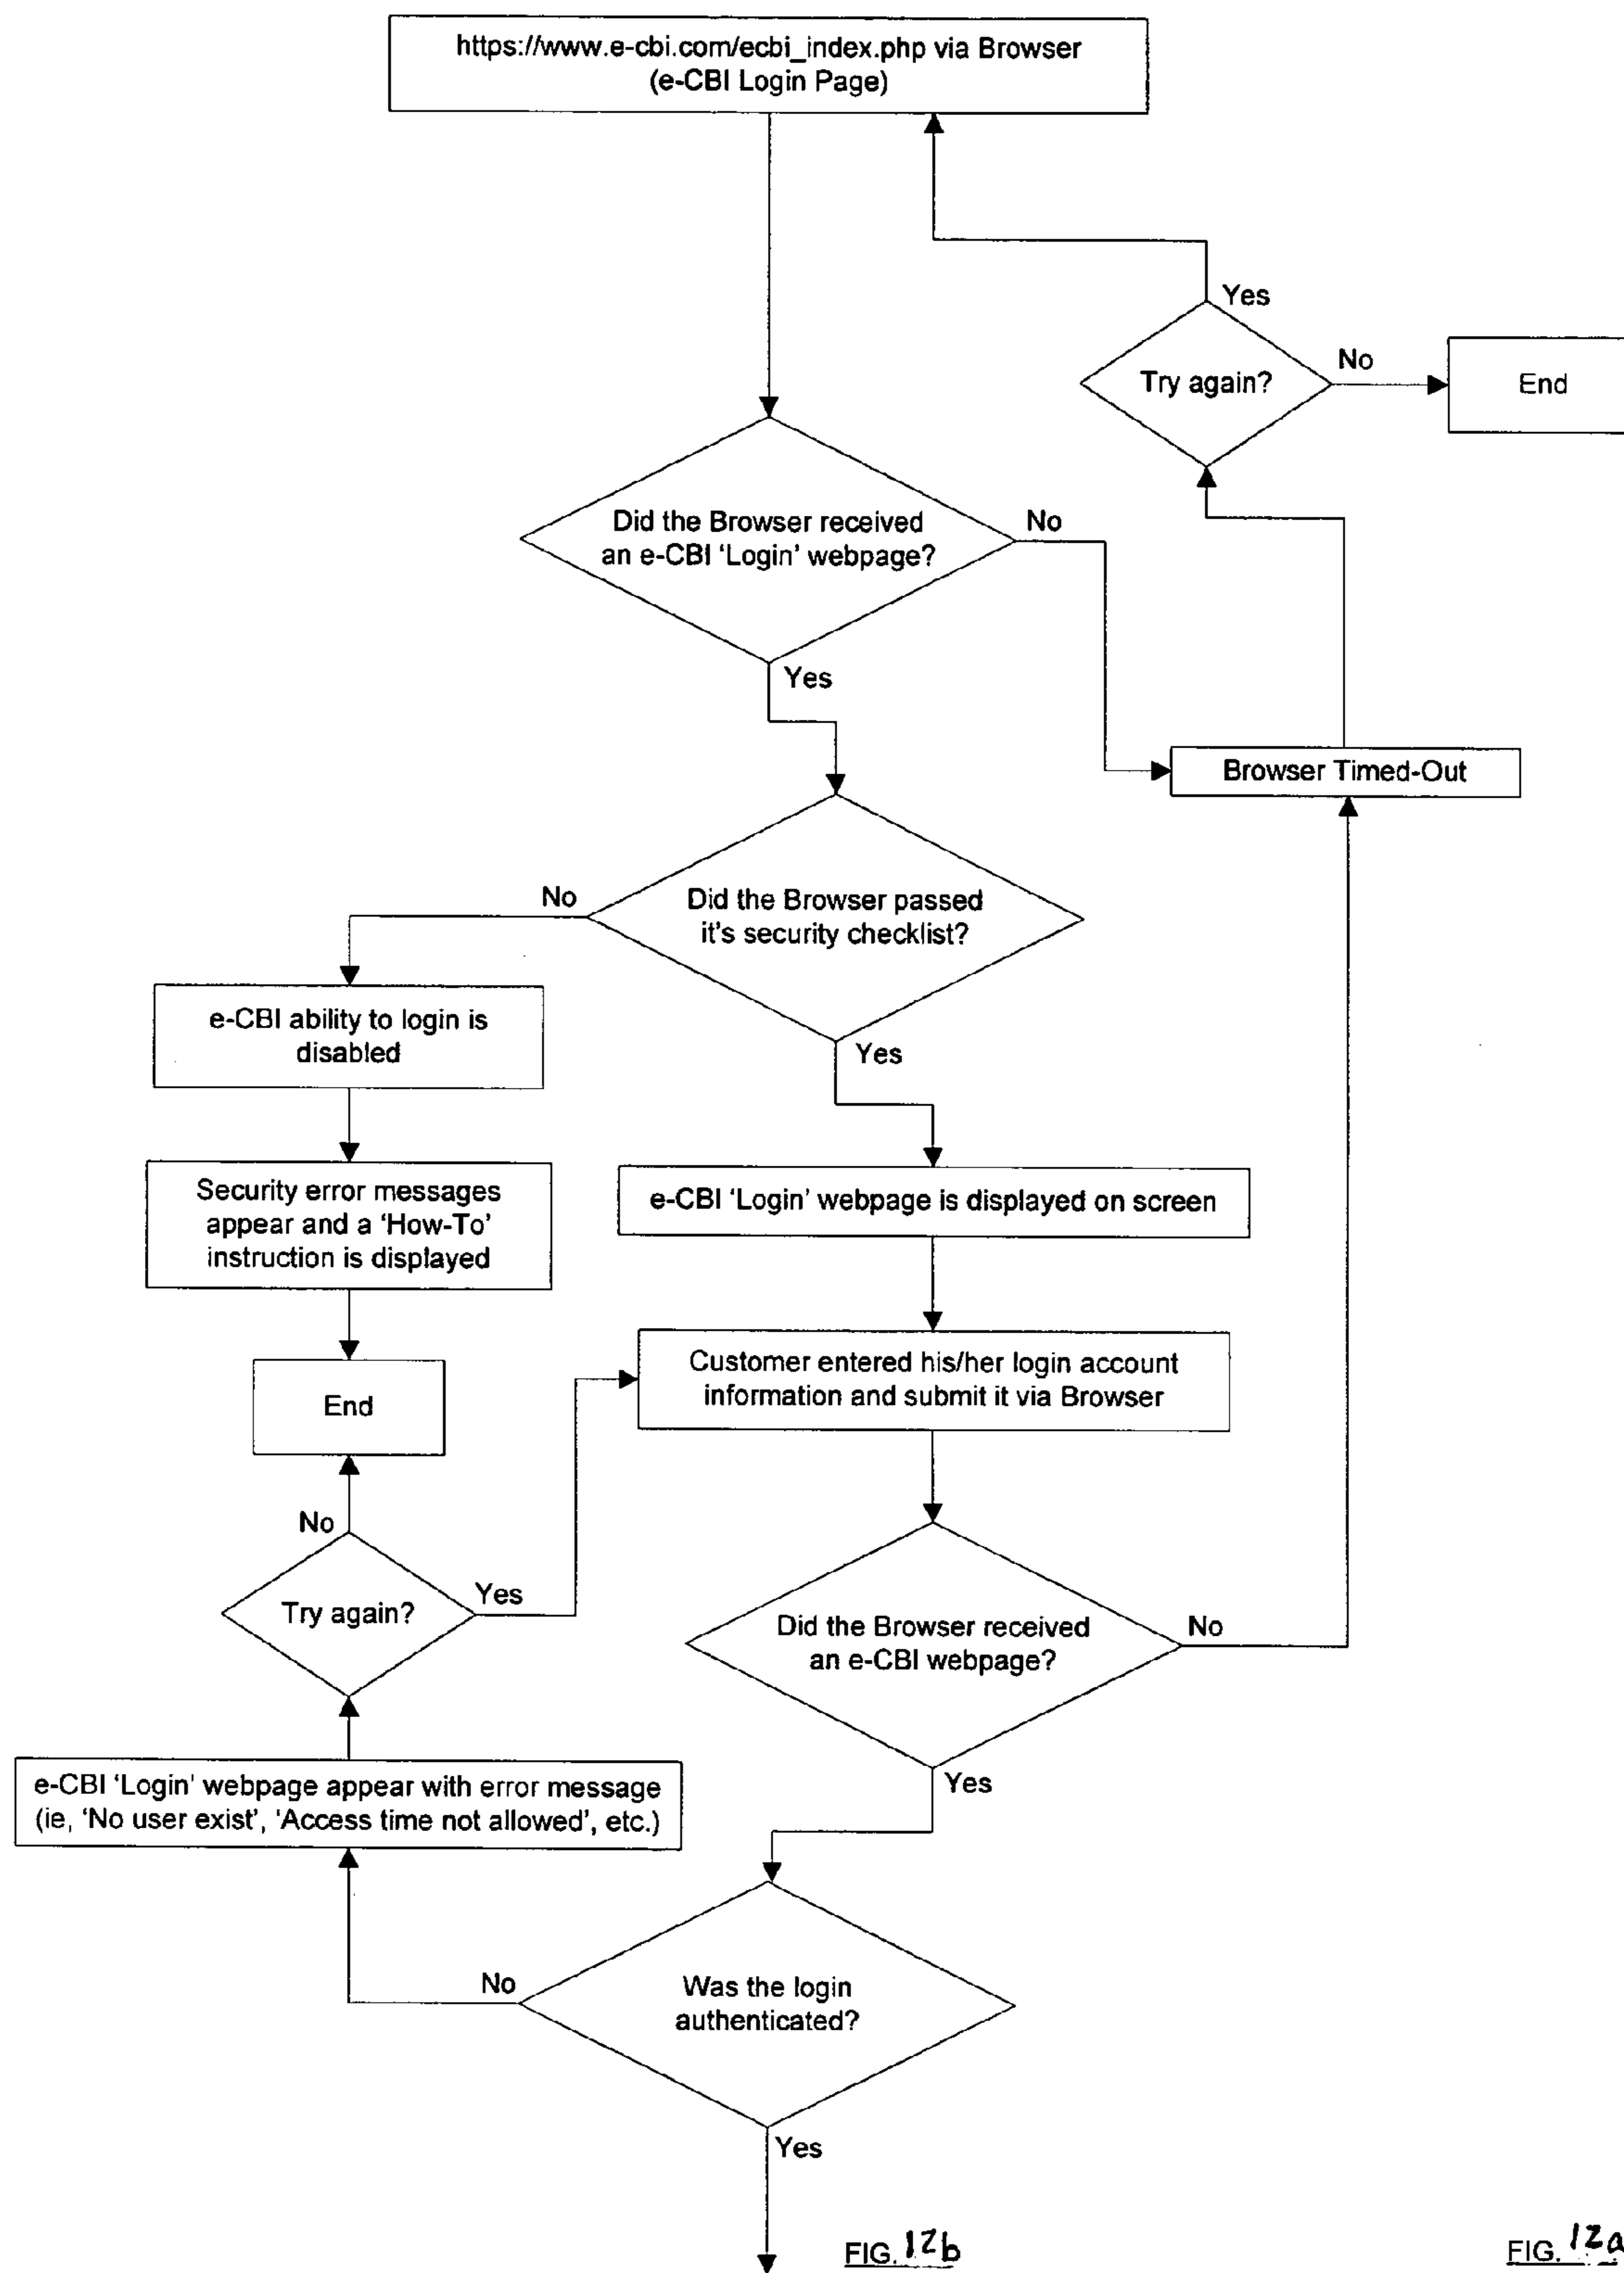 https://www.e-cbi.com/ecbi_index.php via Browser
(e-CBI Login Page)
Yes
Try again?
No
End
Did the Browser received
an e-CBI 'Login' webpage?
No
Yes
Browser Timed-Out
Did the Browser passed
it's security checklist?
No
Yes
e-CBI ability to login is
disabled
Security error messages
appear and a 'How-To'
instruction is displayed
e-CBI 'Login' webpage is displayed on screen
Customer entered his/her login account
information and submit it via Browser
End
No
Try again?
Yes
Did the Browser received
an e-CBI webpage?
No
Yes
e-CBI 'Login' webpage appear with error message
(ie, 'No user exist', 'Access time not allowed', etc.)
Was the login
authenticated?
No
Yes
FIG. 12b
FIG. 12a